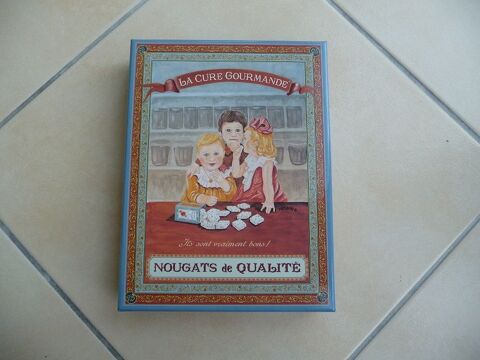 LA CURE GOURMANDE
Ils sont vraiment bons!
NOUGATS de QUALITÉ